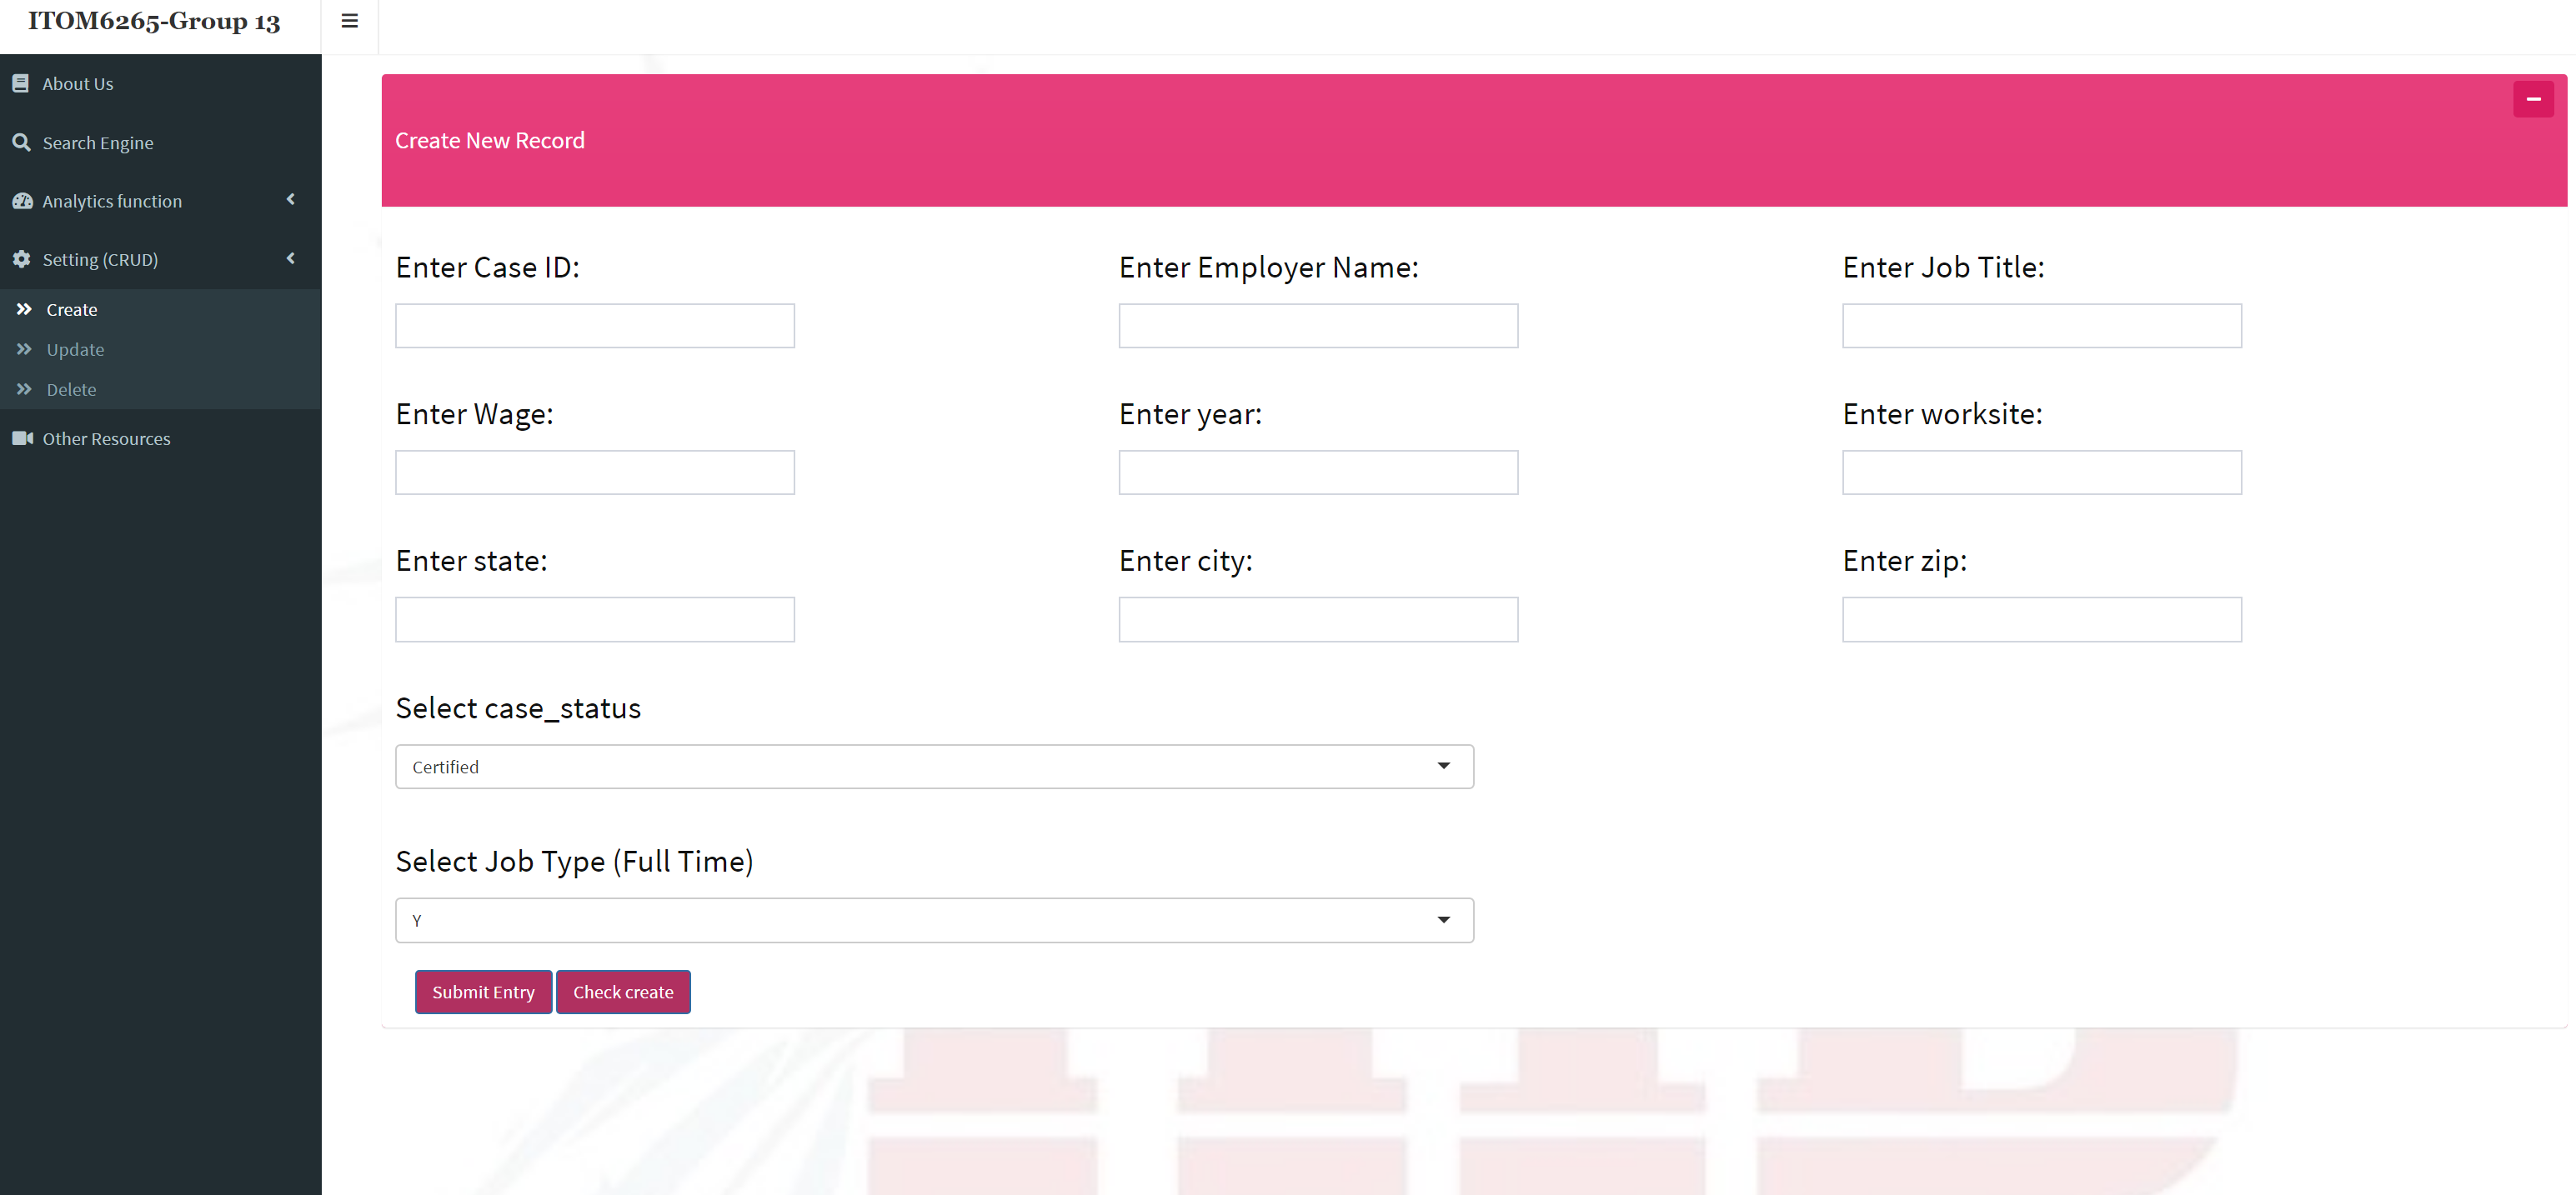 ITOM6265-Group 13
About Us
Search Engine
Analytics function
Setting (CRUD)
Create
Update
Delete
Other Resources
Create New Record
Enter Case ID:
Enter Employer Name:
Enter Job Title:
Enter Wage:
Enter year:
Enter worksite:
Enter state:
Enter city:
Enter zip:
Select case_status
Certified
Select Job Type (Full Time)
Y
Submit Entry
Check create